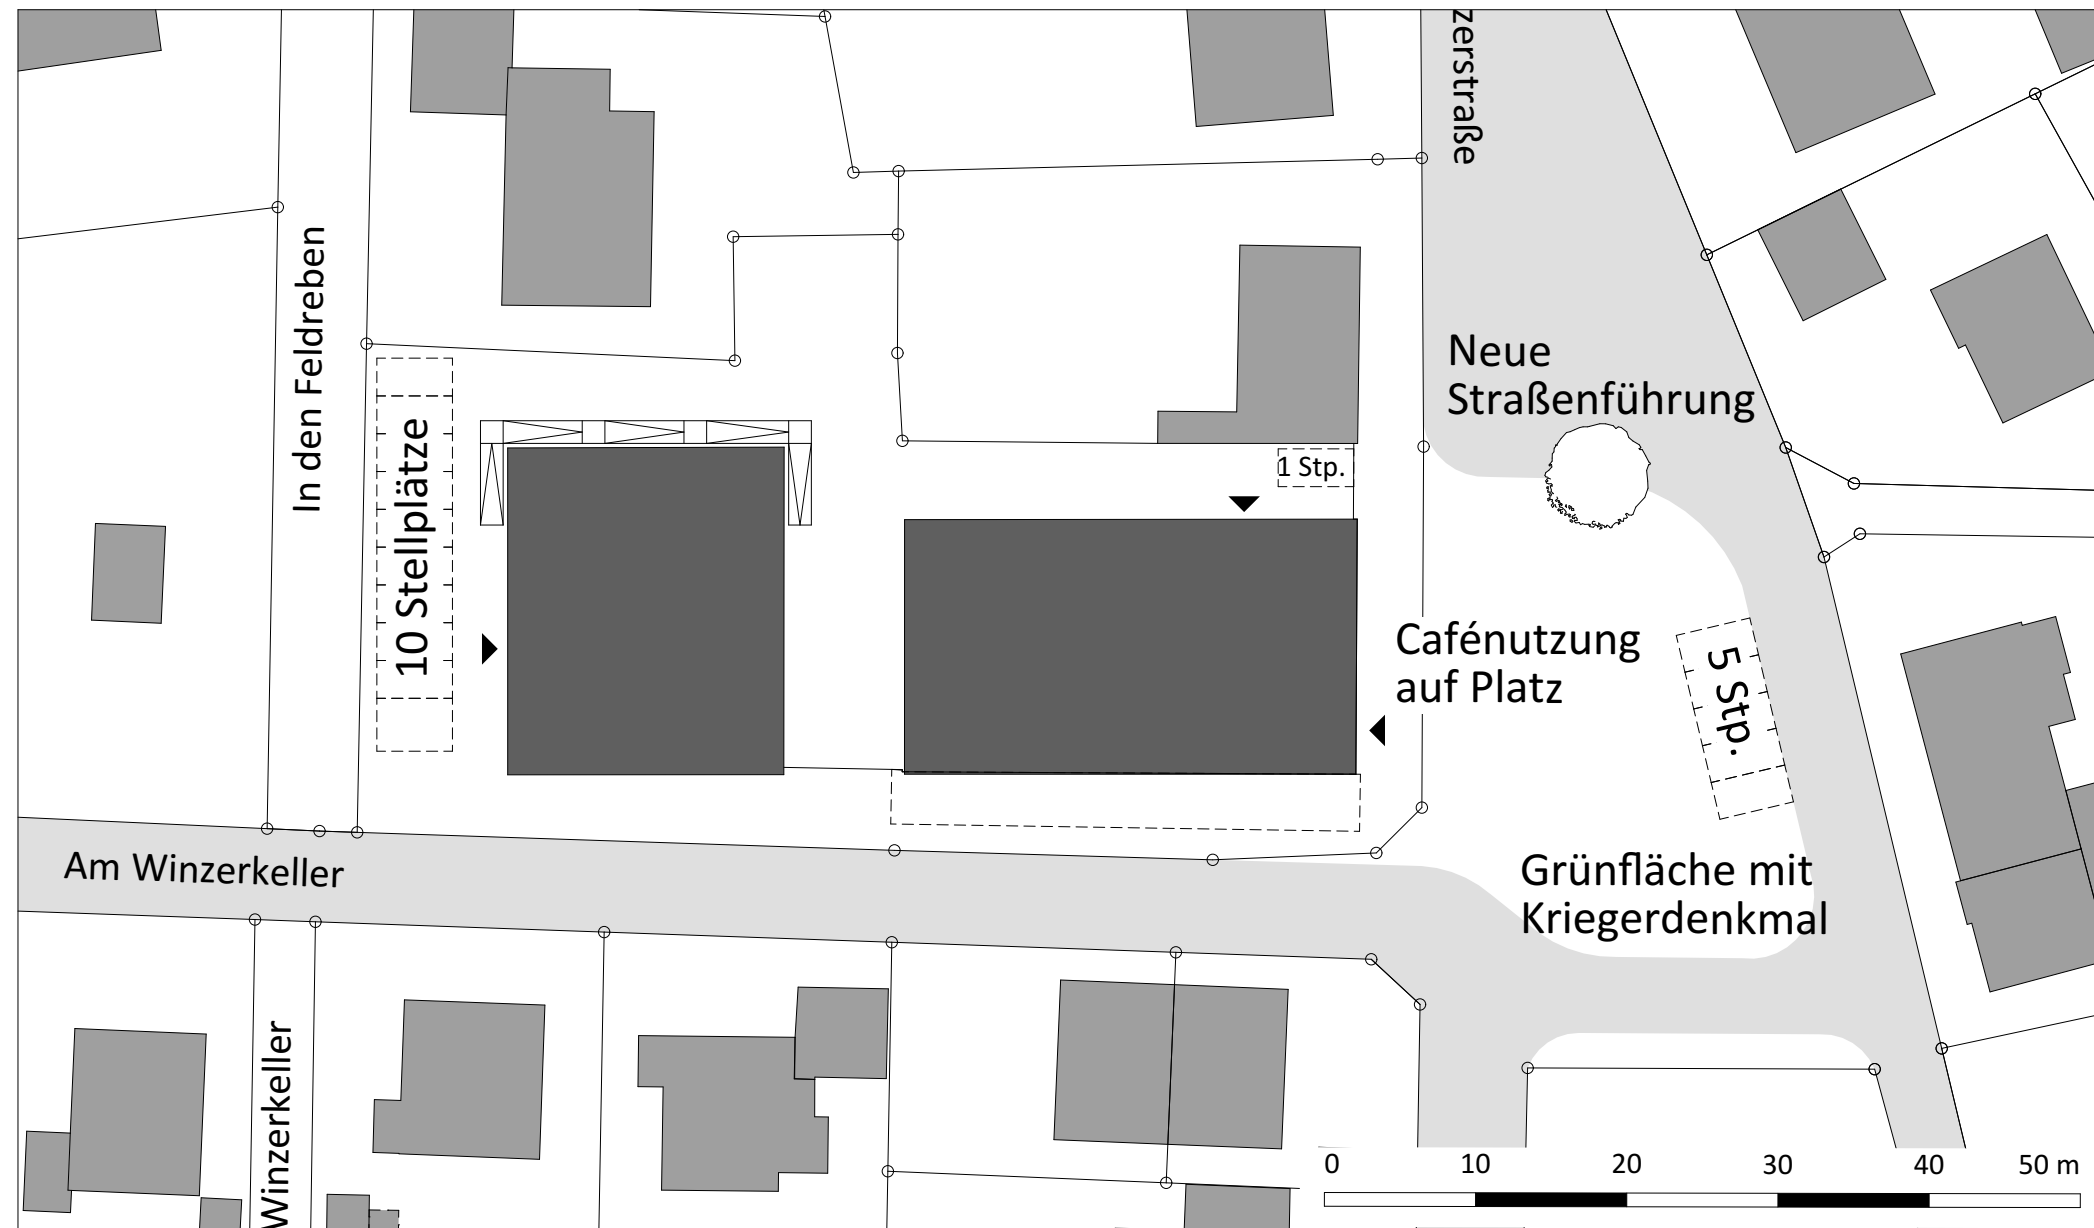 zerstraße
In den Feldreben
Neue
Straßenführung
10 Stellplätze
1 Stp.
Cafénutzung
auf Platz
5 Stp.
Am Winzerkeller
Grünfläche mit
Kriegerdenkmal
Winzerkeller
0 10 20 30 40 50 m